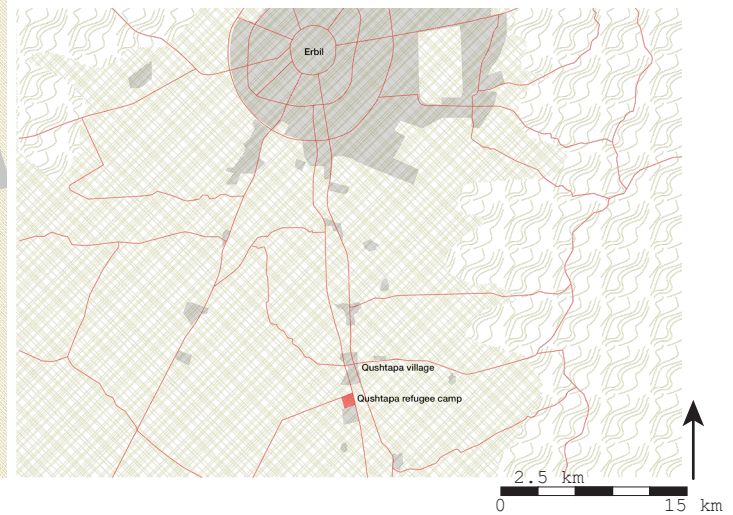 Erbil
Qushtapa village
Qushtapa refugee camp
2.5 km
0 15 km